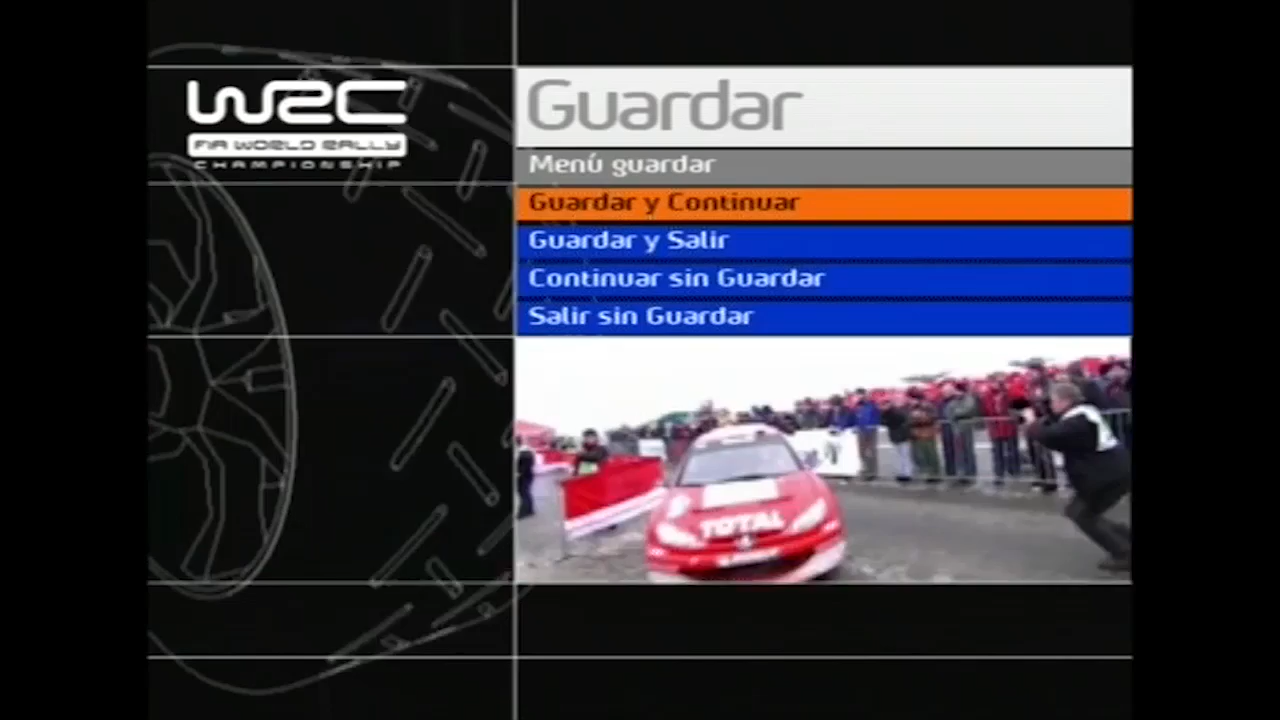 WRC
FIA WORLD RALLY
CHAMPIONSHIP
Guardar
Menú guardar
Guardar y Continuar
Guardar y Salir
Continuar sin Guardar
Salir sin Guardar
TOTAL